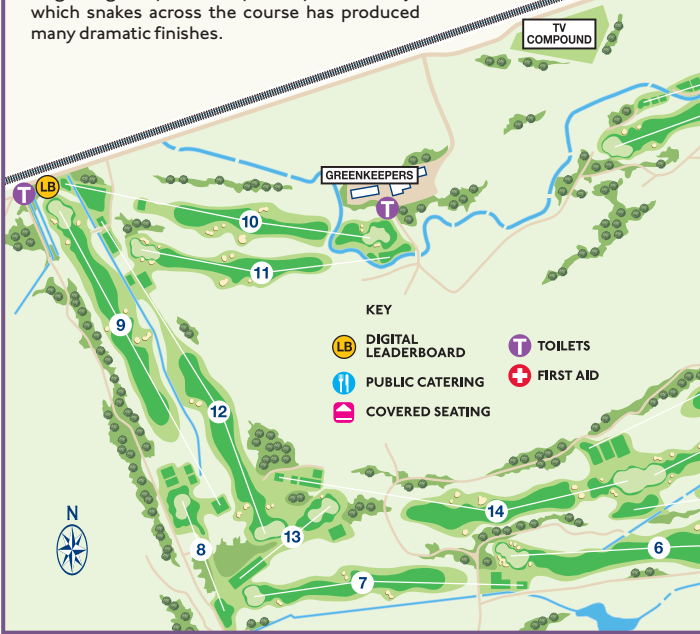 which snakes across the course has produced
many dramatic finishes.
TV
COMPOUND
GREENKEEPERS
T
LB
T
10
11
9
12
8
13
14
7
6
KEY
LB DIGITAL
LEADERBOARD
PUBLIC CATERING
COVERED SEATING
T TOILETS
FIRST AID
N